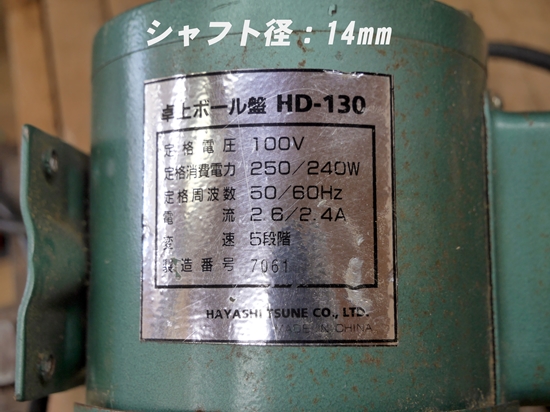 シャフト径：14mm
卓上ボール盤 HD-130
定格電圧 100V
定格消費電力 250/240W
定格周波数 50/60Hz
電流 2.6/2.4A
変速 5段階
製造番号 7061
HAYASHI TSUNE CO., LTD.
MADE IN CHINA